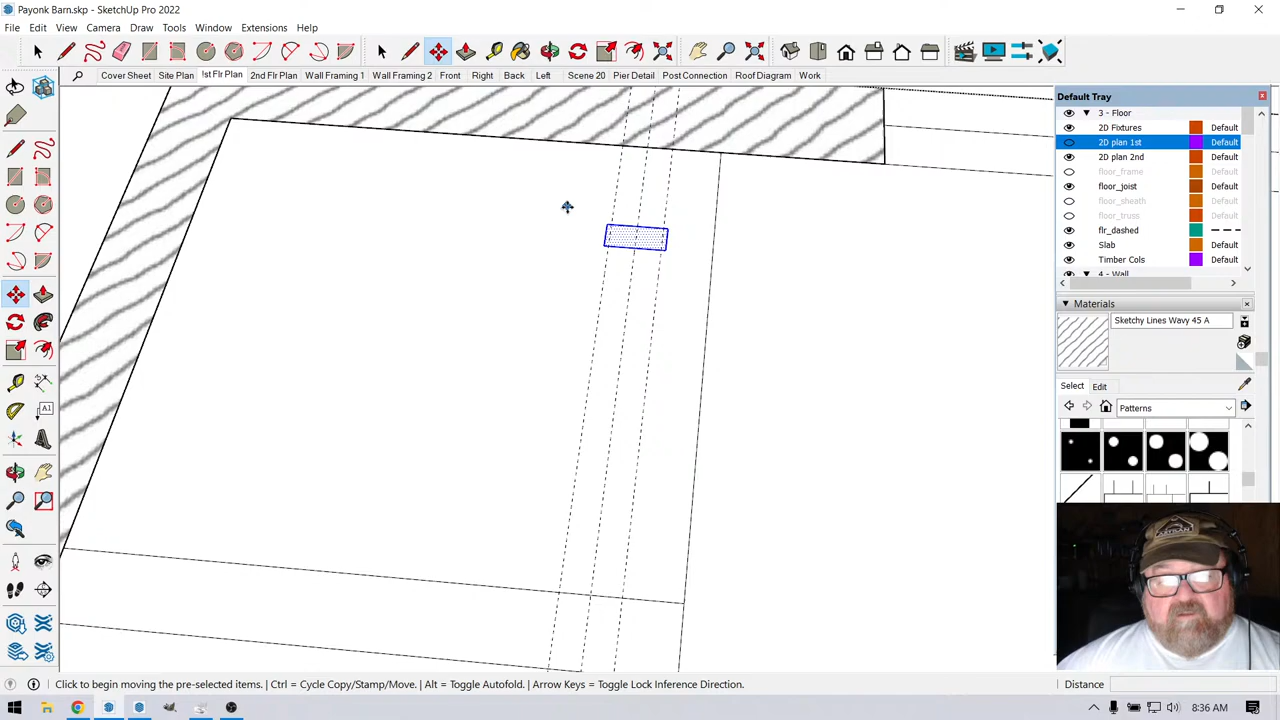 Payonk Barn.skp - SketchUp Pro 2022
File Edit View Camera Draw Tools Window Extensions Help
Cover Sheet Site Plan !st Flr Plan 2nd Flr Plan Wall Framing 1 Wall Framing 2 Front Right Back Left Scene 20 Pier Detail Post Connection Roof Diagram Work
Default Tray
3 - Floor
2D Fixtures Default
2D plan 1st Default
2D plan 2nd Default
floor_frame Default
floor_joist Default
floor_sheath Default
floor_truss Default
flr_dashed Default
slab Default
Timber Cols Default
4 - Wall
Materials
Sketchy Lines Wavy 45 A
Select Edit
Patterns
A1
ARTISAN
Click to begin moving the pre-selected items. | Ctrl = Cycle Copy/Stamp/Move. | Alt = Toggle Autofold. | Arrow Keys = Toggle Lock Inference Direction.
Distance
8:36 AM